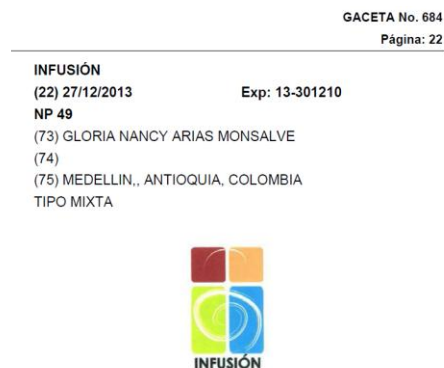 GACETA No. 684
Página: 22
INFUSIÓN
(22) 27/12/2013 Exp: 13-301210
NP 49
(73) GLORIA NANCY ARIAS MONSALVE
(74)
(75) MEDELLIN,, ANTIOQUIA, COLOMBIA
TIPO MIXTA
INFUSIÓN